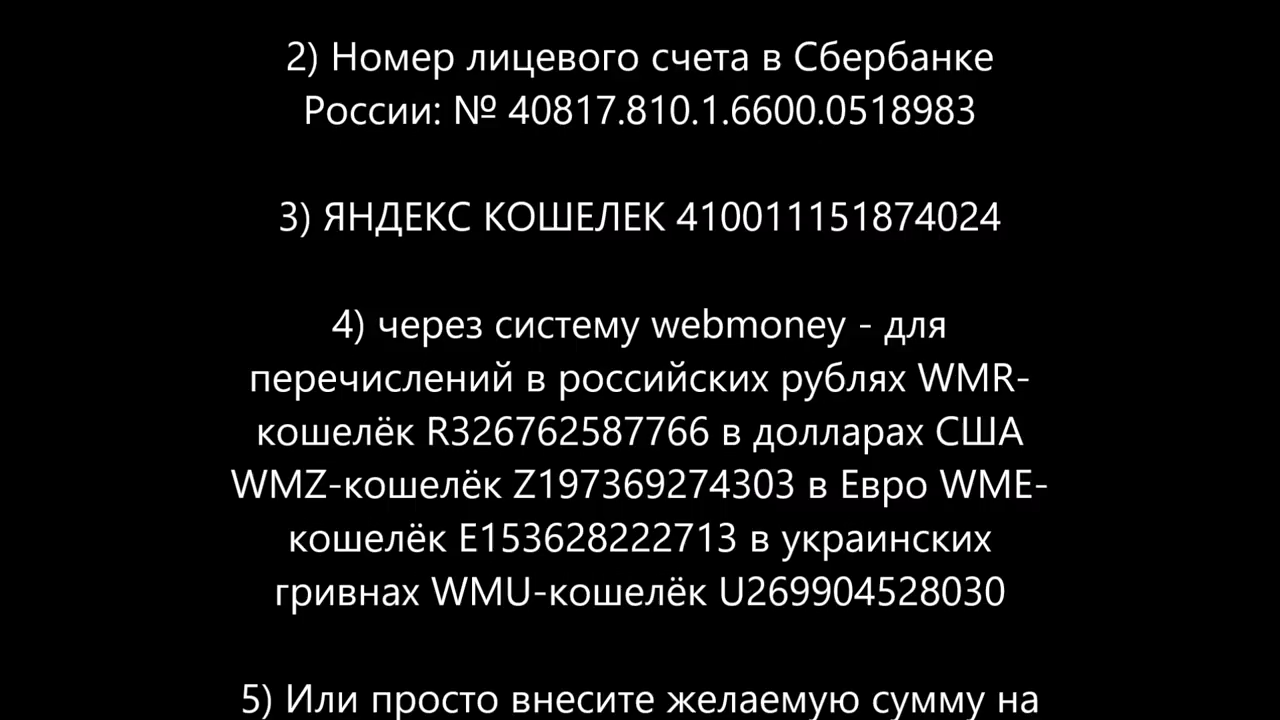 2) Номер лицевого счета в Сбербанке
России: № 40817.810.1.6600.0518983
3) ЯНДЕКС КОШЕЛЕК 410011151874024
4) через систему webmoney - для
перечислений в российских рублях WMR-
кошелёк R326762587766 в долларах США
WMZ-кошелёк Z197369274303 в Евро WME-
кошелёк E153628222713 в украинских
гривнах WMU-кошелёк U269904528030
5) Или просто внесите желаемую сумму на